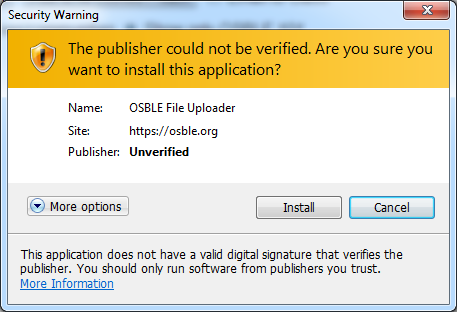 Security Warning
The publisher could not be verified. Are you sure you
want to install this application?
Name: OSBLE File Uploader
Site: https://osble.org
Publisher: Unverified
More options
Install
Cancel
This application does not have a valid digital signature that verifies the
publisher. You should only run software from publishers you trust.
More Information